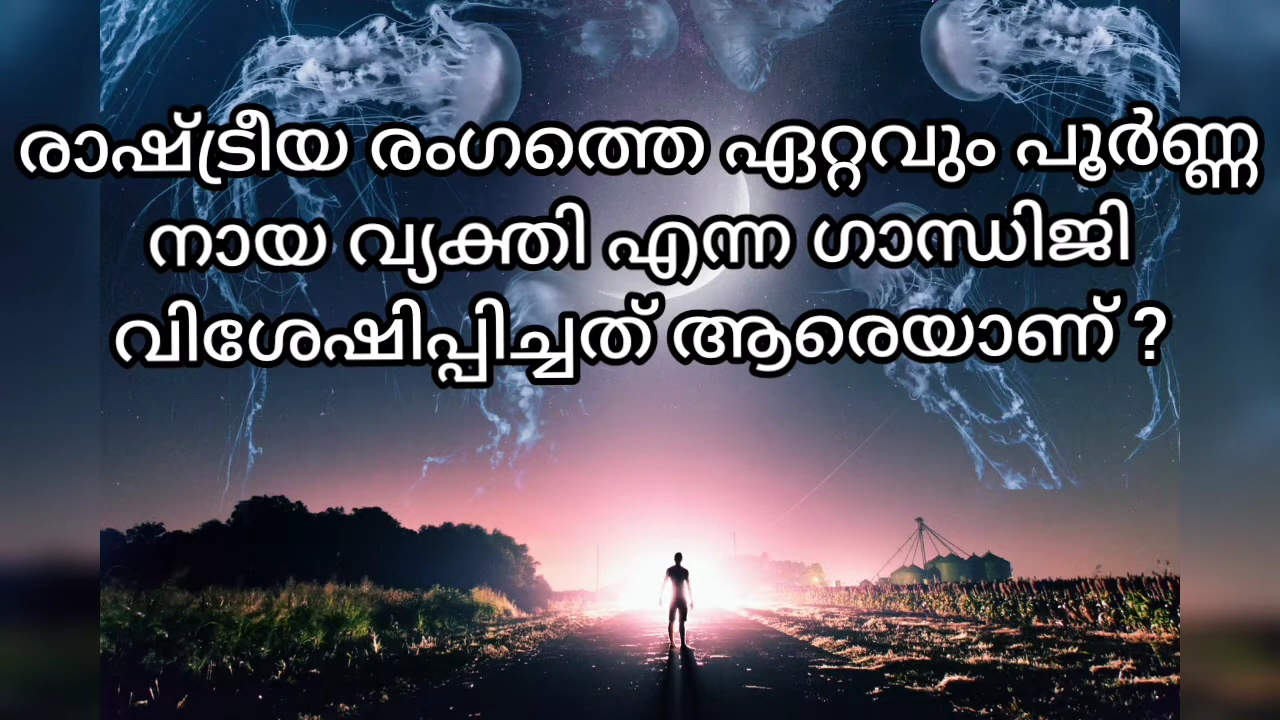 രാഷ്ട്രീയ രംഗത്തെ ഏറ്റവും പൂർണ്ണ
നായ വ്യക്തി എന്ന ഗാന്ധിജി
വിശേഷിപ്പിച്ചത് ആരെയാണ് ?